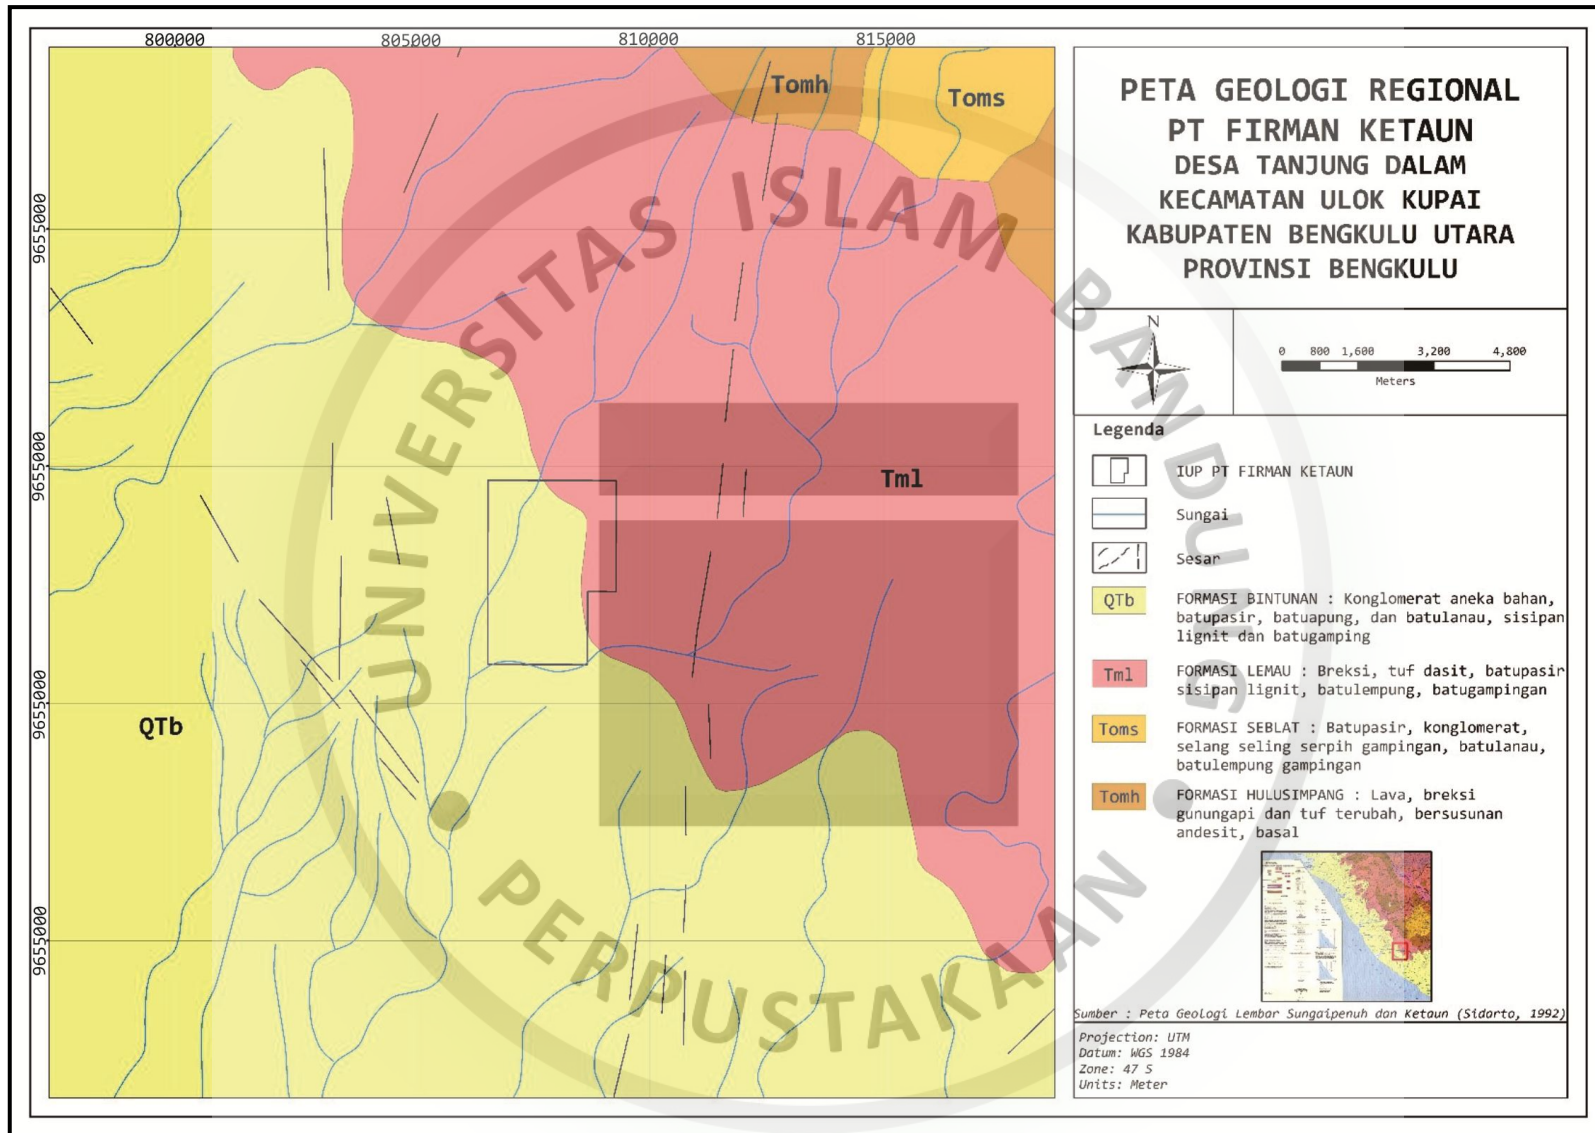 800000 805000 810000 815000
9655000
9655000
9655000
9655000
Tomh
Toms
Tml
QTb
UNIVERSITAS ISLAM BANDUNG
PERPUSTAKAAN
PETA GEOLOGI REGIONAL
PT FIRMAN KETAUN
DESA TANJUNG DALAM
KECAMATAN ULOK KUPAI
KABUPATEN BENGKULU UTARA
PROVINSI BENGKULU
N
0 800 1,600 3,200 4,800
Meters
Legenda
IUP PT FIRMAN KETAUN
Sungai
Sesar
QTb FORMASI BINTUNAN : Konglomerat aneka bahan,
batupasir, batuapung, dan batulanau, sisipan
lignit dan batugamping
Tml FORMASI LEMAU : Breksi, tuf dasit, batupasir
sisipan lignit, batulempung, batugampingan
Toms FORMASI SEBLAT : Batupasir, konglomerat,
selang seling serpih gampingan, batulanau,
batulempung gampingan
Tomh FORMASI HULUSIMPANG : Lava, breksi
gunungapi dan tuf terubah, bersusunan
andesit, basal
Sumber : Peta Geologi Lembar Sungaipenuh dan Ketaun (Sidarto, 1992)
Projection: UTM
Datum: WGS 1984
Zone: 47 S
Units: Meter